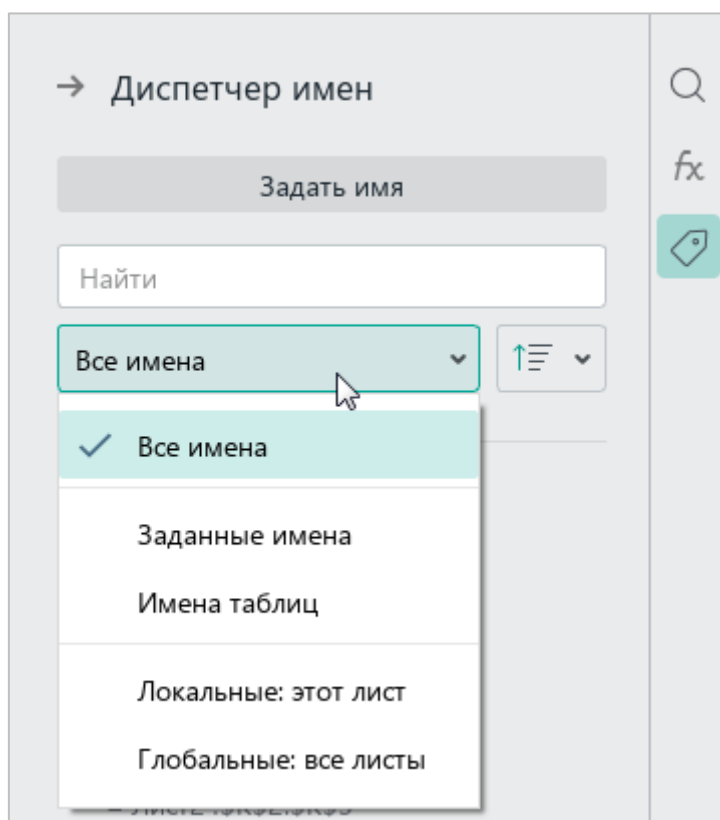 Диспетчер имен
Задать имя
Найти
Все имена
Все имена
Заданные имена
Имена таблиц
Локальные: этот лист
Глобальные: все листы
fx